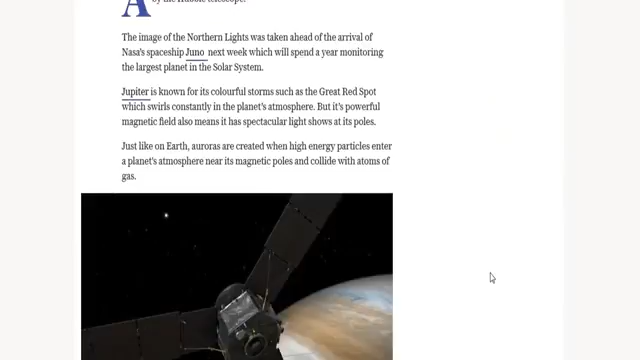 A by the Hubble telescope.
The image of the Northern Lights was taken ahead of the arrival of
Nasa's spaceship Juno next week which will spend a year monitoring
the largest planet in the Solar System.
Jupiter is known for its colourful storms such as the Great Red Spot
which swirls constantly in the planet's atmosphere. But it's powerful
magnetic field also means it has spectacular light shows at its poles.
Just like on Earth, auroras are created when high energy particles enter
a planet's atmosphere near its magnetic poles and collide with atoms of
gas.